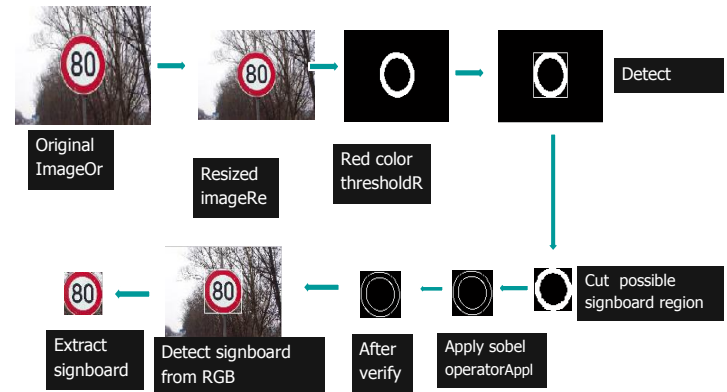 80
80
Original
ImageOr
Resized
imageRe
Red color
thresholdR
Detect
Cut possible
signboard region
Apply sobel
operatorAppl
After
verify
80
Detect signboard
from RGB
80
Extract
signboard